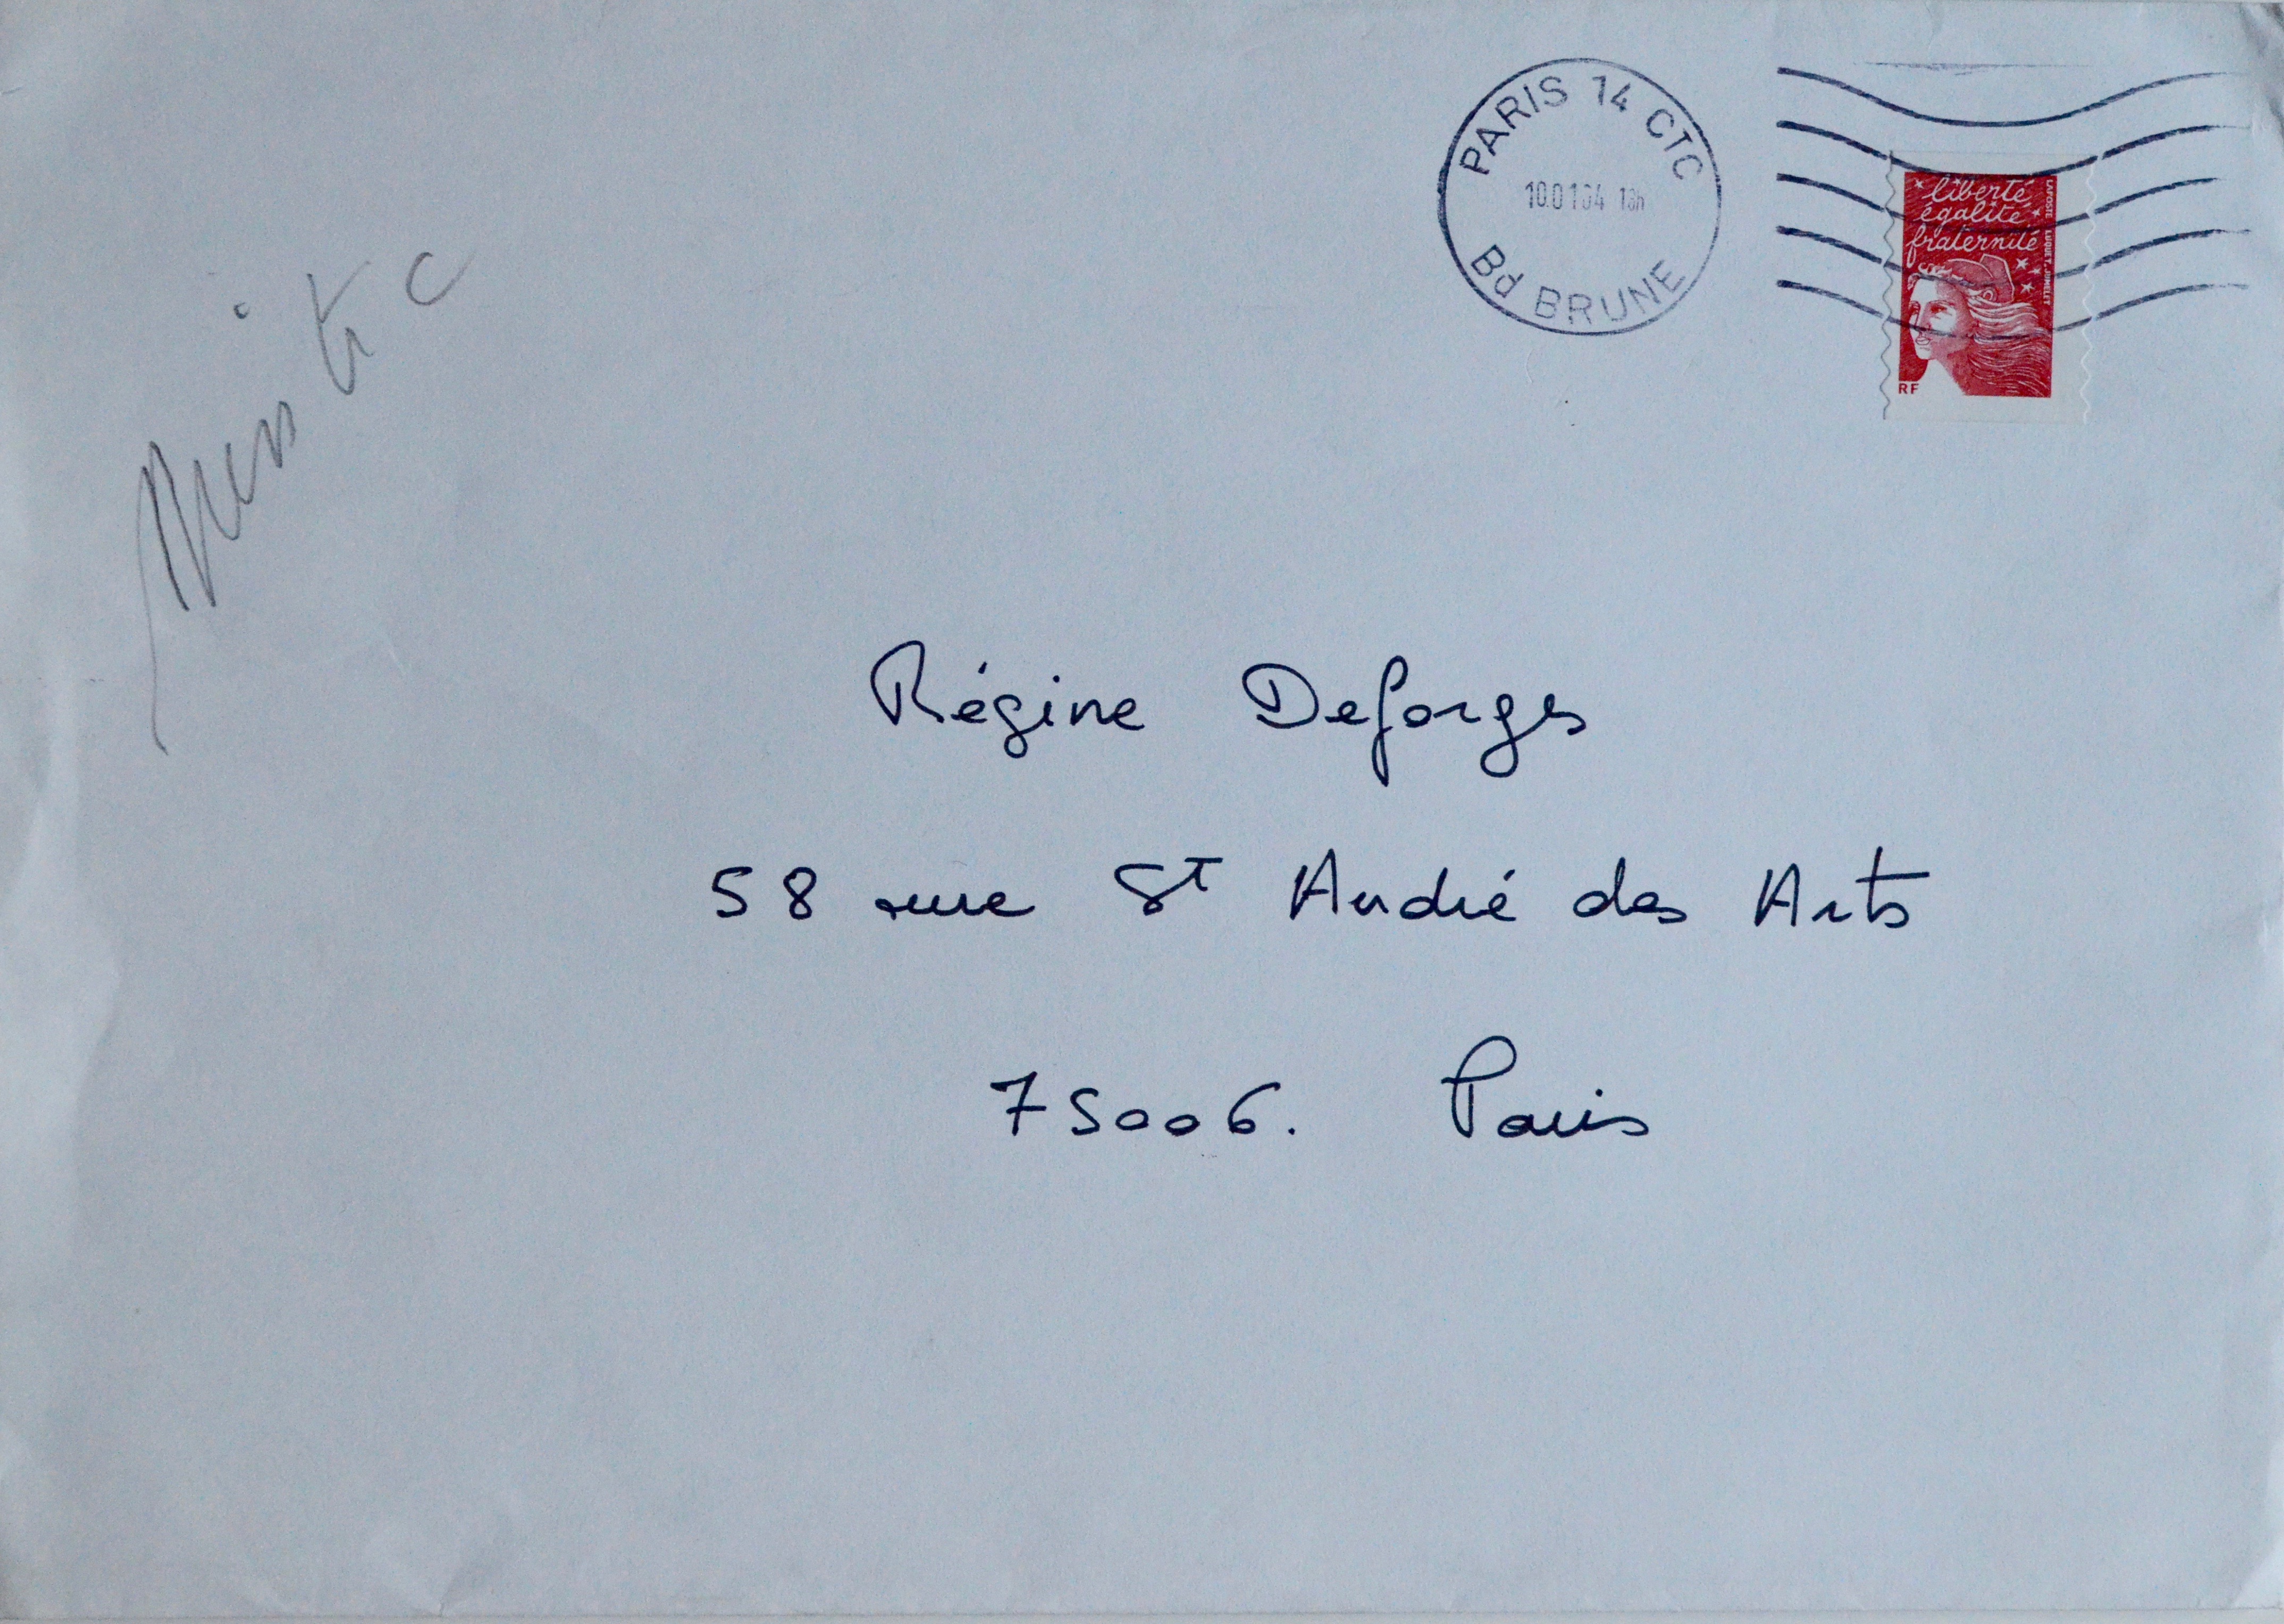 PARIS 14 CTC
10.01.04 18h
Bd BRUNE
liberté
égalité
fraternité
LA POSTE LUQUET.JUMELET
RF
Régine Deforges
58 rue St André des Arts
75006. Paris